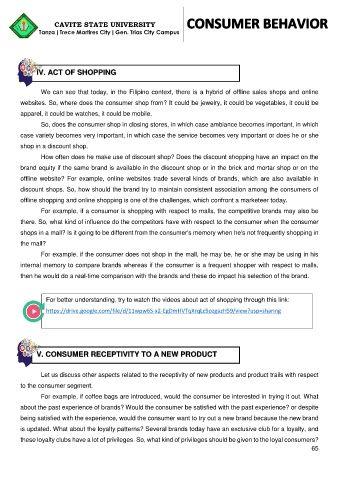 CAVITE STATE UNIVERSITY
Tanza | Trece Martires City | Gen. Trias City Campus
CONSUMER BEHAVIOR
IV. ACT OF SHOPPING
We can see that today, in the Filipino context, there is a hybrid of offline sales shops and online
websites. So, where does the consumer shop from? It could be jewelry, it could be vegetables, it could be
apparel, it could be watches, it could be mobile.
So, does the consumer shop in closing stores, in which case ambiance becomes important, in which
case variety becomes very important, in which case the service becomes very important or does he or she
shop in a discount shop.
How often does he make use of discount shop? Does the discount shopping have an impact on the
brand equity if the same brand is available in the discount shop or in the brick and mortar shop or on the
offline website? For example, online websites trade several kinds of brands, which are also available in
discount shops. So, how should the brand try to maintain consistent association among the consumers of
offline shopping and online shopping is one of the challenges, which confront a marketeer today.
For example, if a consumer is shopping with respect to malls, the competitive brands may also be
there. So, what kind of influence do the competitors have with respect to the consumer when the consumer
shops in a mall? Is it going to be different from the consumer's memory when he's not frequently shopping in
the mall?
For example, if the consumer does not shop in the mall, he may be, he or she may be using in his
internal memory to compare brands whereas if the consumer is a frequent shopper with respect to malls,
then he would do a real-time comparison with the brands and these do impact his selection of the brand.
For better understanding, try to watch the videos about act of shopping through this link:
V. CONSUMER RECEPTIVITY TO A NEW PRODUCT
Let us discuss other aspects related to the receptivity of new products and product trails with respect
to the consumer segment.
For example, if coffee bags are introduced, would the consumer be interested in trying it out. What
about the past experience of brands? Would the consumer be satisfied with the past experience? or despite
being satisfied with the experience, would the consumer want to try out a new brand because the new brand
is updated. What about the loyalty patterns? Several brands today have an exclusive club for a loyalty, and
these loyalty clubs have a lot of privileges. So, what kind of privileges should be given to the loyal consumers?
65